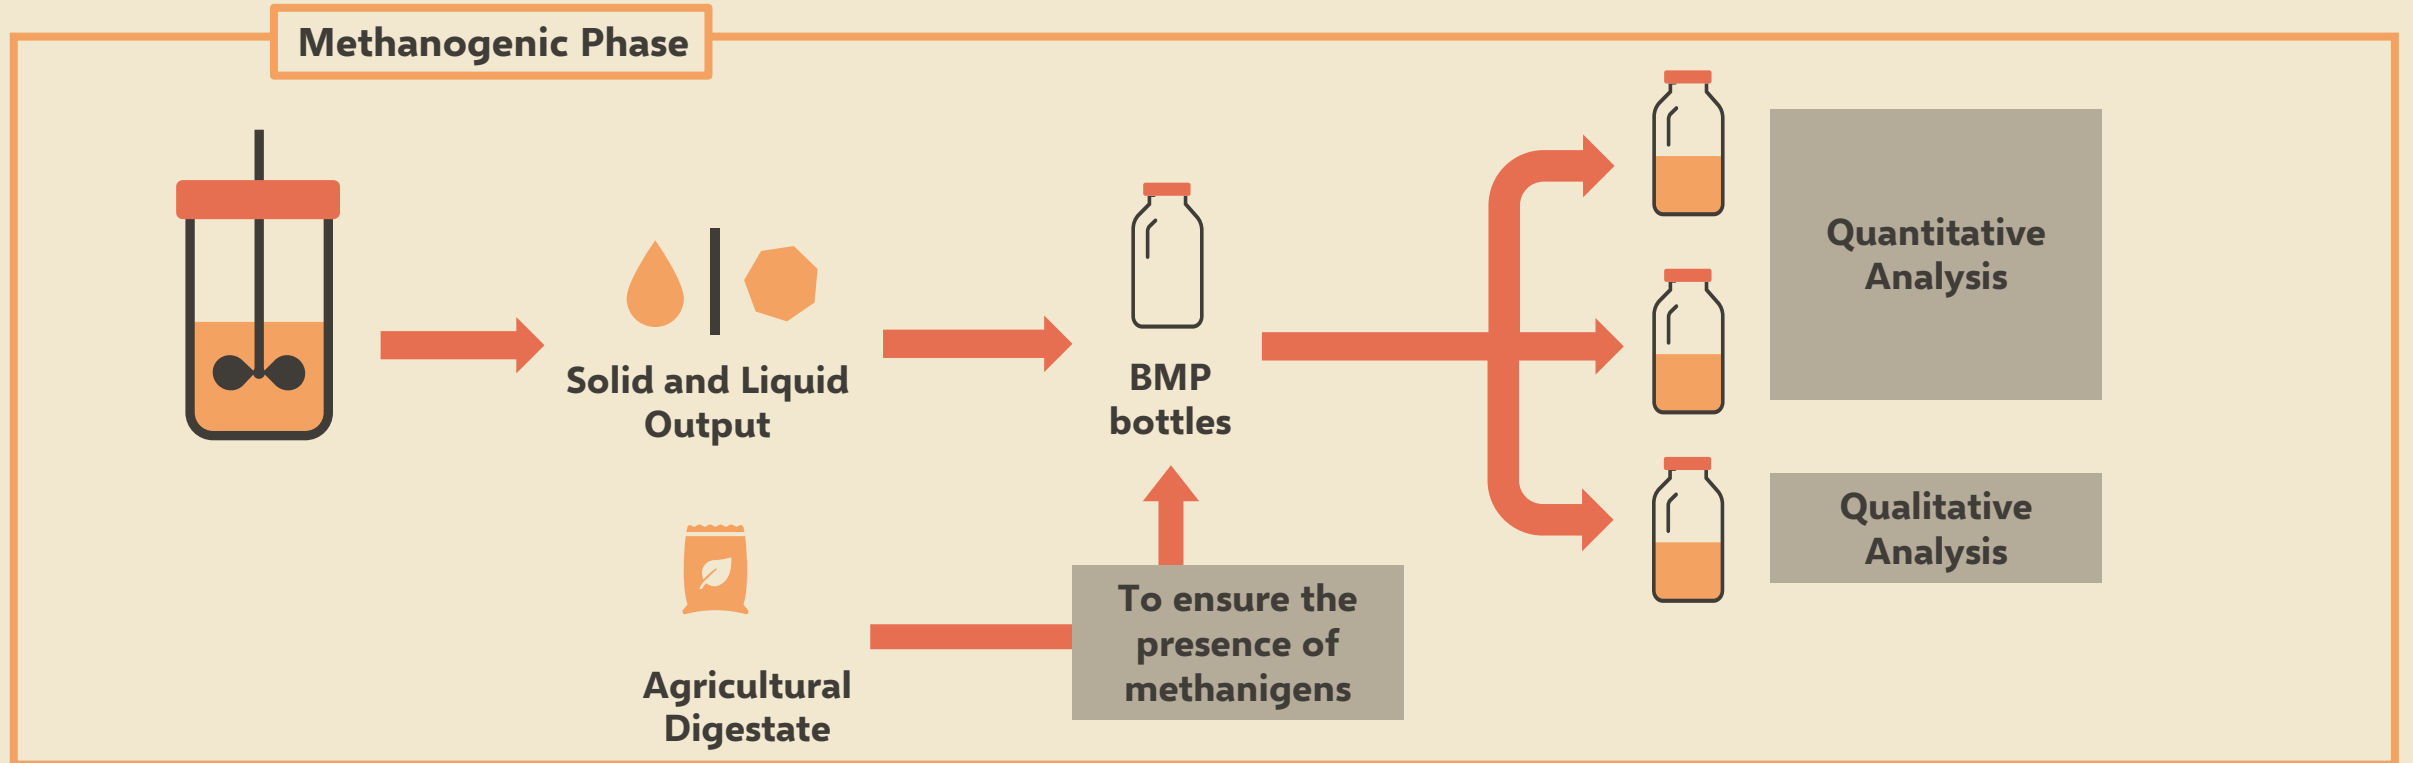 Methanogenic Phase
Solid and Liquid
Output
BMP
bottles
Quantitative
Analysis
Qualitative
Analysis
To ensure the
presence of
methanigens
Agricultural
Digestate